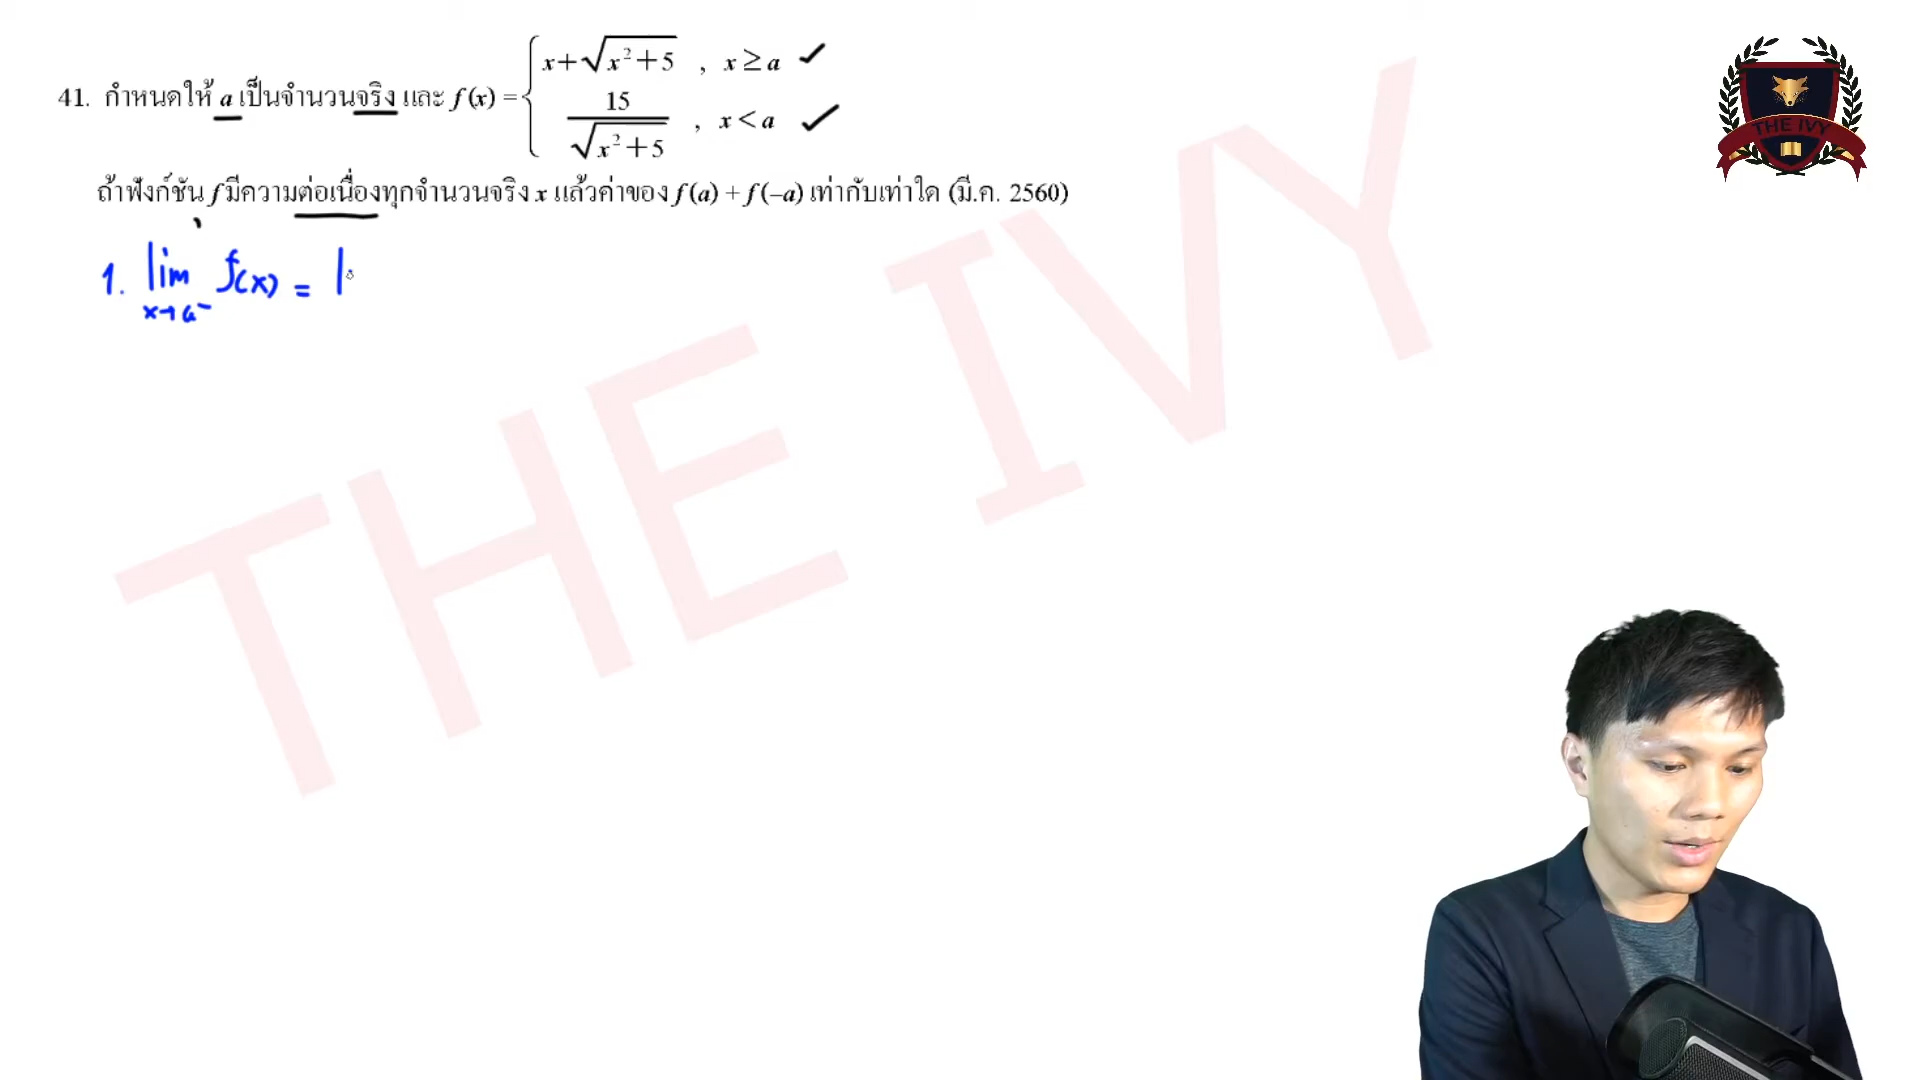 41. กำหนดให้ a เป็นจำนวนจริง และ f(x) = { x+√(x²+5) , x ≥ a
15/√(x²+5) , x < a
ถ้าฟังก์ชัน f มีความต่อเนื่องทุกจำนวนจริง x แล้วค่าของ f(a) + f(–a) เท่ากับเท่าใด (มี.ค. 2560)
1. lim f(x) =
x→a⁻
THE IVY
THE IVY